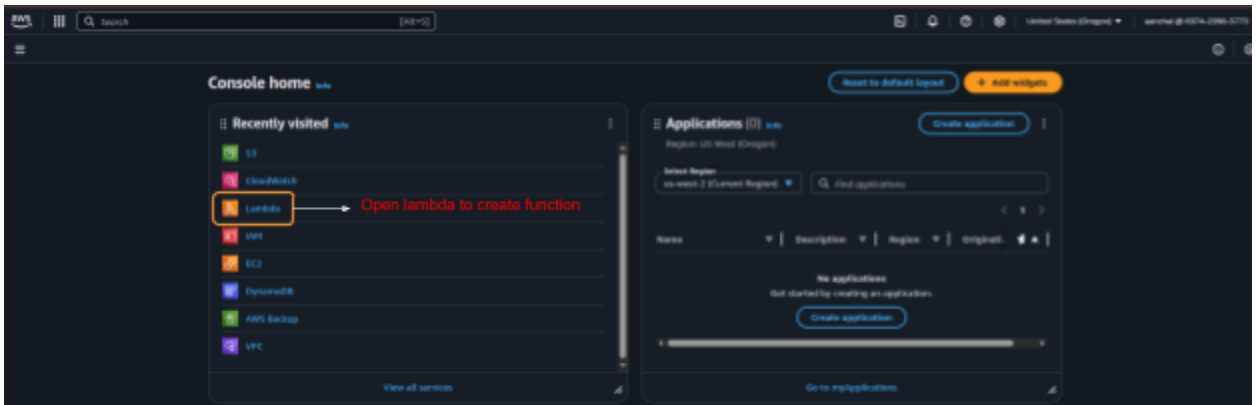 aws Search [Alt+S] United States (Oregon)
Console home Info
Reset to default layout + Add widgets
Recently visited Info
S3
CloudWatch
Lambda
Open lambda to create function
IAM
EC2
DynamoDB
AWS Backup
VPC
View all services
Applications (0) Info
Create application
Region: US West (Oregon)
Select Region
us-west-2 (Current Region)
Find applications
1
Name Description Region Originati.
No applications
Get started by creating an application.
Create application
Go to myApplications